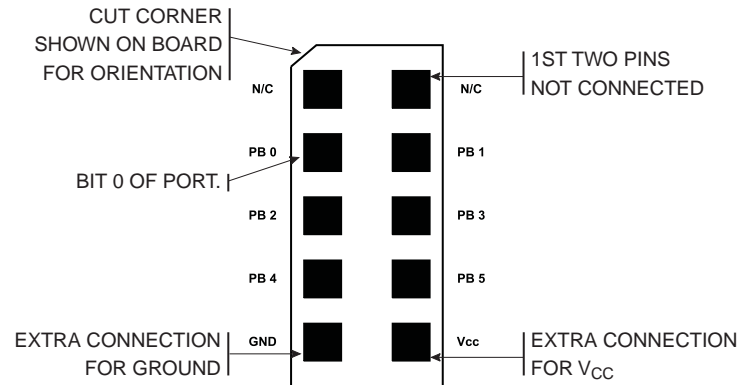 CUT CORNER
SHOWN ON BOARD
FOR ORIENTATION
1ST TWO PINS
NOT CONNECTED
N/C
N/C
PB 0
PB 1
BIT 0 OF PORT.
PB 2
PB 3
PB 4
PB 5
EXTRA CONNECTION
FOR GROUND
GND
Vcc
EXTRA CONNECTION
FOR VCC